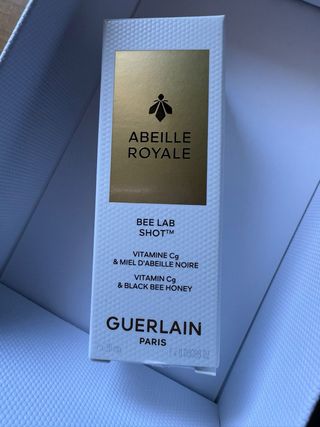 ABEILLE
ROYALE
BEE LAB
SHOT™
VITAMINE Cg
& MIEL D'ABEILLE NOIRE
VITAMIN Cg
& BLACK BEE HONEY
GUERLAIN
PARIS